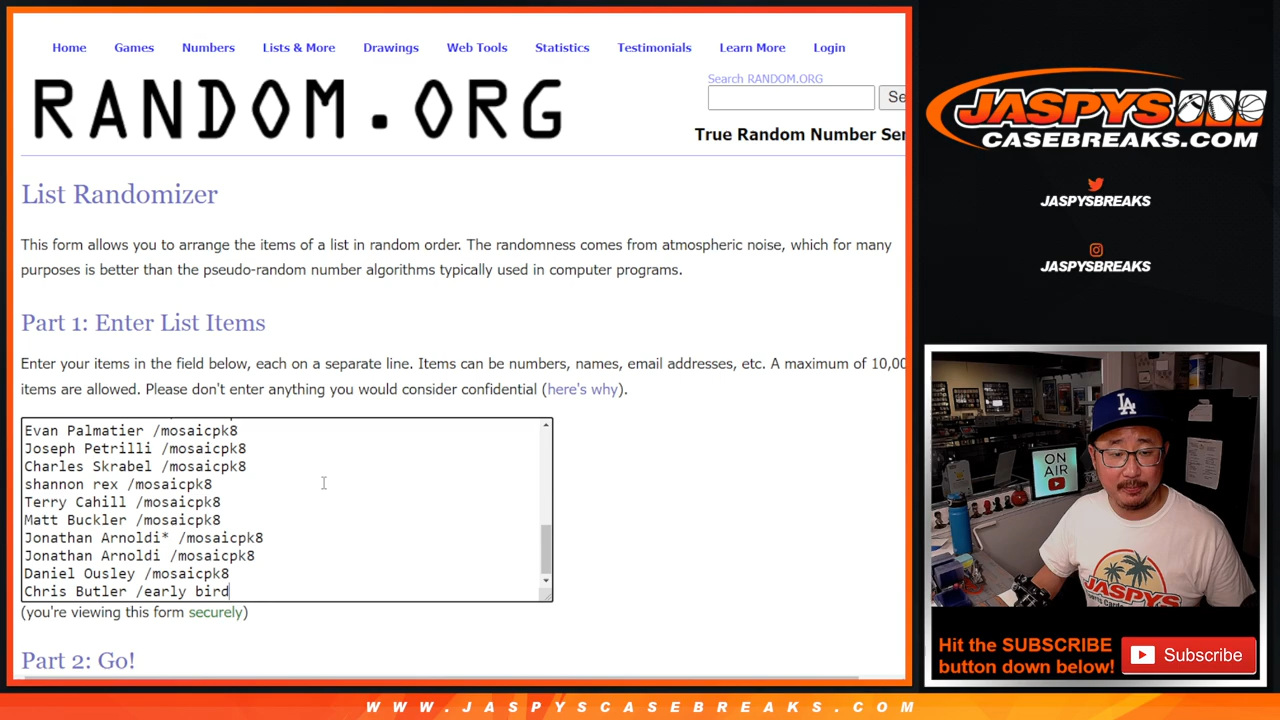 Home Games Numbers Lists & More Drawings Web Tools Statistics Testimonials Learn More Login
RANDOM.ORG
Search RANDOM.ORG
Se
True Random Number Ser
List Randomizer
This form allows you to arrange the items of a list in random order. The randomness comes from atmospheric noise, which for many
purposes is better than the pseudo-random number algorithms typically used in computer programs.
Part 1: Enter List Items
Enter your items in the field below, each on a separate line. Items can be numbers, names, email addresses, etc. A maximum of 10,00
items are allowed. Please don't enter anything you would consider confidential (here's why).
Evan Palmatier /mosaicpk8
Joseph Petrilli /mosaicpk8
Charles Skrabel /mosaicpk8
shannon rex /mosaicpk8
Terry Cahill /mosaicpk8
Matt Buckler /mosaicpk8
Jonathan Arnoldi* /mosaicpk8
Jonathan Arnoldi /mosaicpk8
Daniel Ousley /mosaicpk8
Chris Butler /early bird
(you're viewing this form securely)
Part 2: Go!
JASPYS
CASEBREAKS.COM
JASPYSBREAKS
JASPYSBREAKS
ON
AIR
LA
Hit the SUBSCRIBE
button down below!
Subscribe
WWW.JASPYSCASEBREAKS.COM